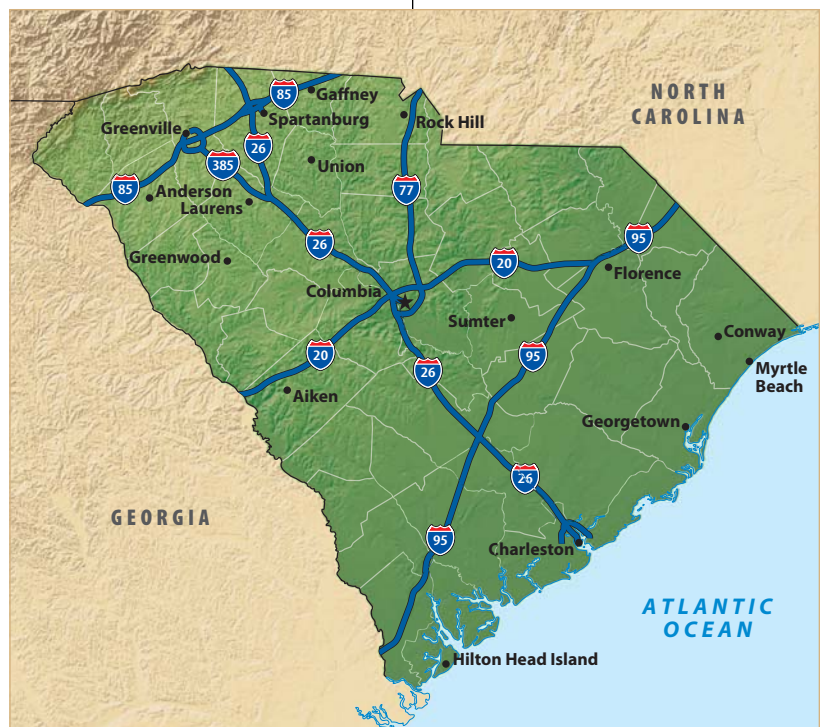 NORTH
CAROLINA
85
Gaffney
Spartanburg
Rock Hill
Greenville
26
385
Union
85
Anderson
Laurens
77
26
95
Greenwood
20
Florence
Columbia
Sumter
Conway
20
95
Myrtle
Beach
26
Aiken
Georgetown
26
GEORGIA
95
Charleston
ATLANTIC
OCEAN
Hilton Head Island